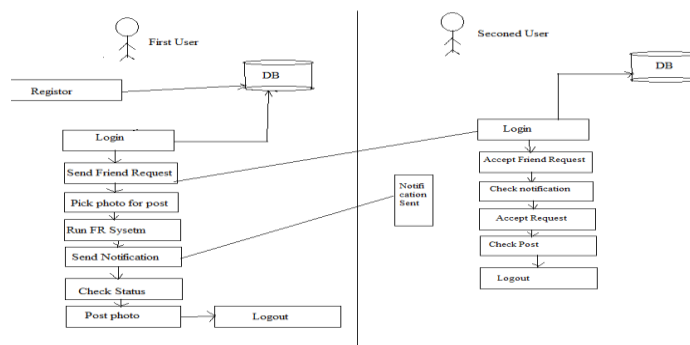 First User
DB
Registor
Login
Send Friend Request
Pick photo for post
Run FR Sysetm
Send Notification
Check Status
Post photo
Logout
Notifi
cation
Sent
Seconed User
DB
Login
Accept Friend Request
Check notification
Accept Request
Check Post
Logout